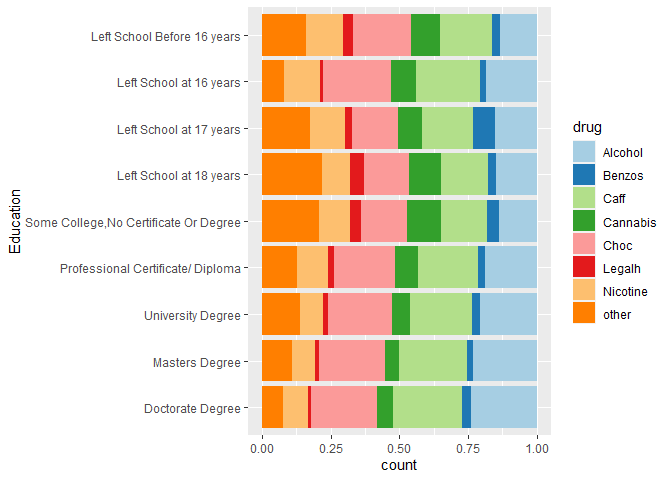 Education
Left School Before 16 years
Left School at 16 years
Left School at 17 years
Left School at 18 years
Some College,No Certificate Or Degree
Professional Certificate/ Diploma
University Degree
Masters Degree
Doctorate Degree
0.00 0.25 0.50 0.75 1.00
count
drug
Alcohol
Benzos
Caff
Cannabis
Choc
Legalh
Nicotine
other